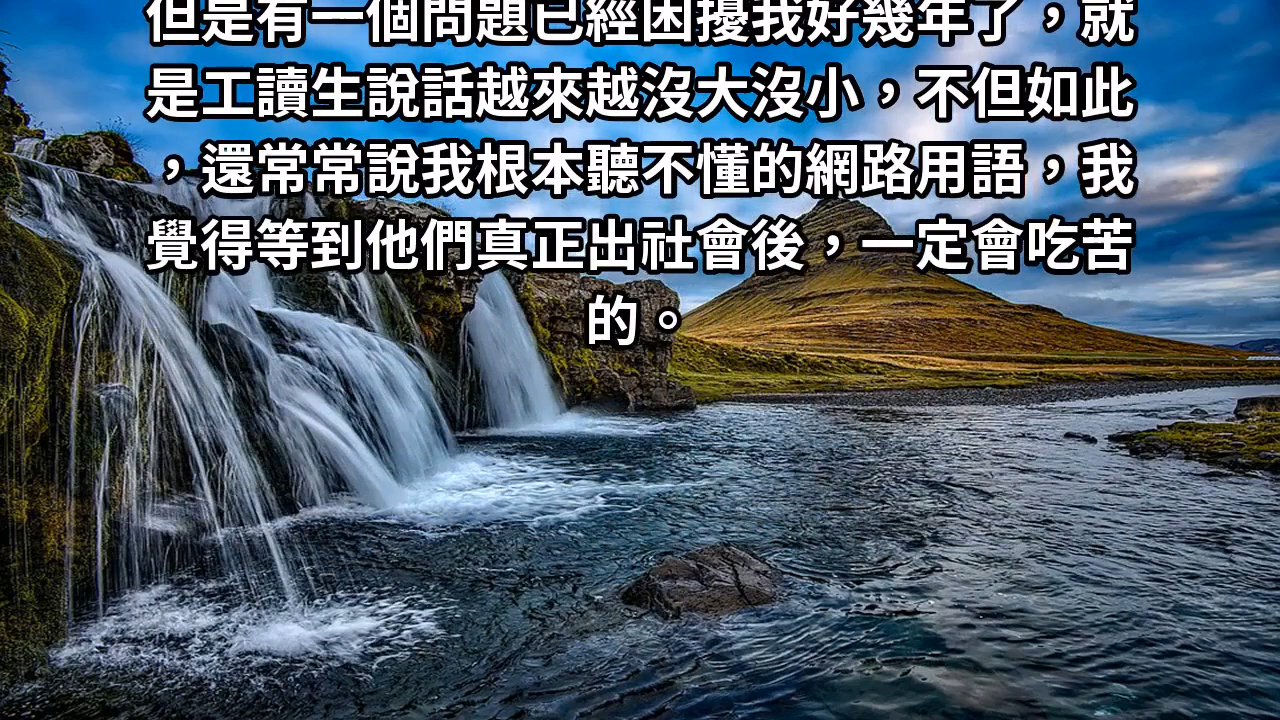 但是有一個問題已經困擾我好幾年了，就
是工讀生說話越來越沒大沒小，不但如此
，還常常說我根本聽不懂的網路用語，我
覺得等到他們真正出社會後，一定會吃苦
的。